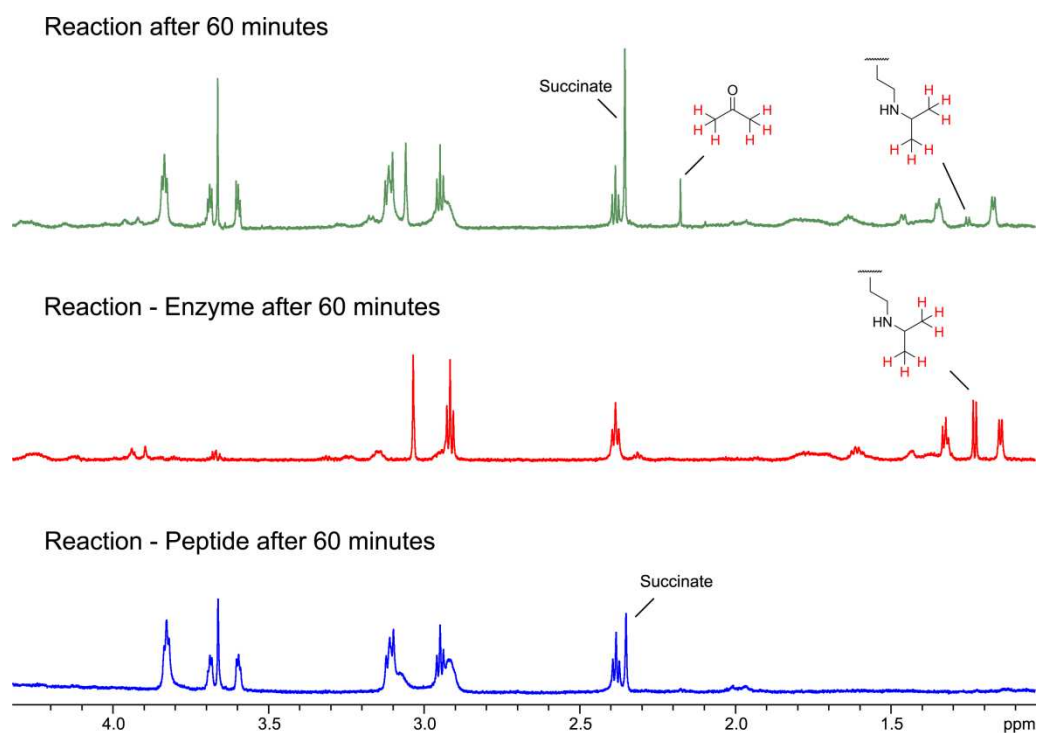 Reaction after 60 minutes
Succinate
O
H H
H H
H H
HN
H
H
H
H H
H
Reaction - Enzyme after 60 minutes
HN
H
H
H
H H
H
Reaction - Peptide after 60 minutes
Succinate
4.0 3.5 3.0 2.5 2.0 1.5 ppm